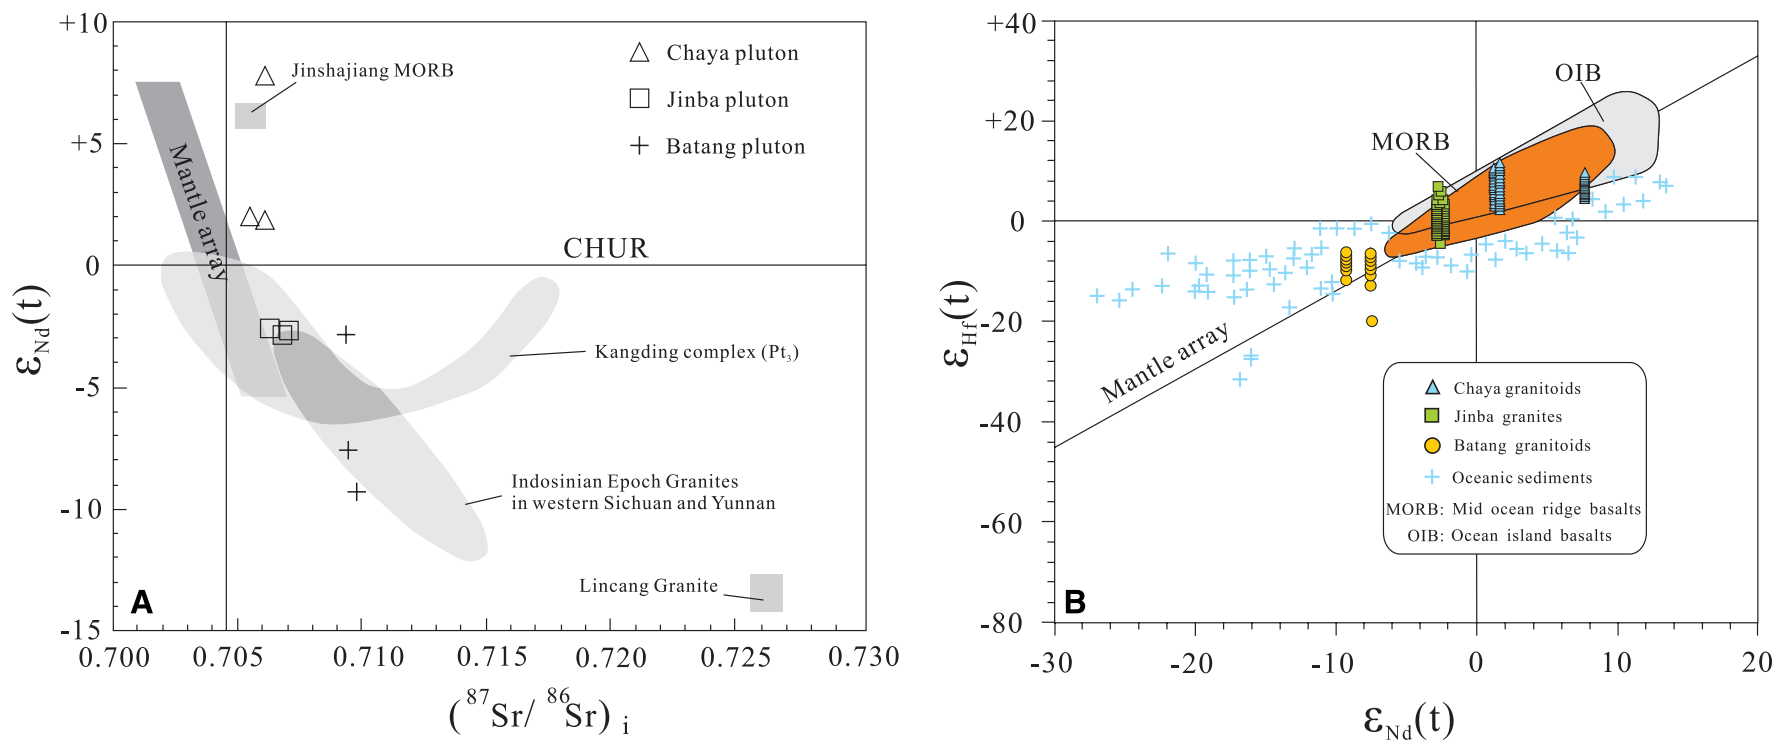 +10
+5
0
-5
-10
-15
εNd(t)
0.700
0.705
0.710
0.715
0.720
0.725
0.730
(87Sr/ 86Sr) i
Chaya pluton
Jinba pluton
Batang pluton
Jinshajiang MORB
Mantle array
CHUR
Kangding complex (Pt3)
Indosinian Epoch Granites
in western Sichuan and Yunnan
Lincang Granite
A
+40
+20
0
-20
-40
-60
-80
εHf(t)
-30
-20
-10
0
10
20
εNd(t)
OIB
MORB
Mantle array
Chaya granitoids
Jinba granites
Batang granitoids
Oceanic sediments
MORB: Mid ocean ridge basalts
OIB: Ocean island basalts
B